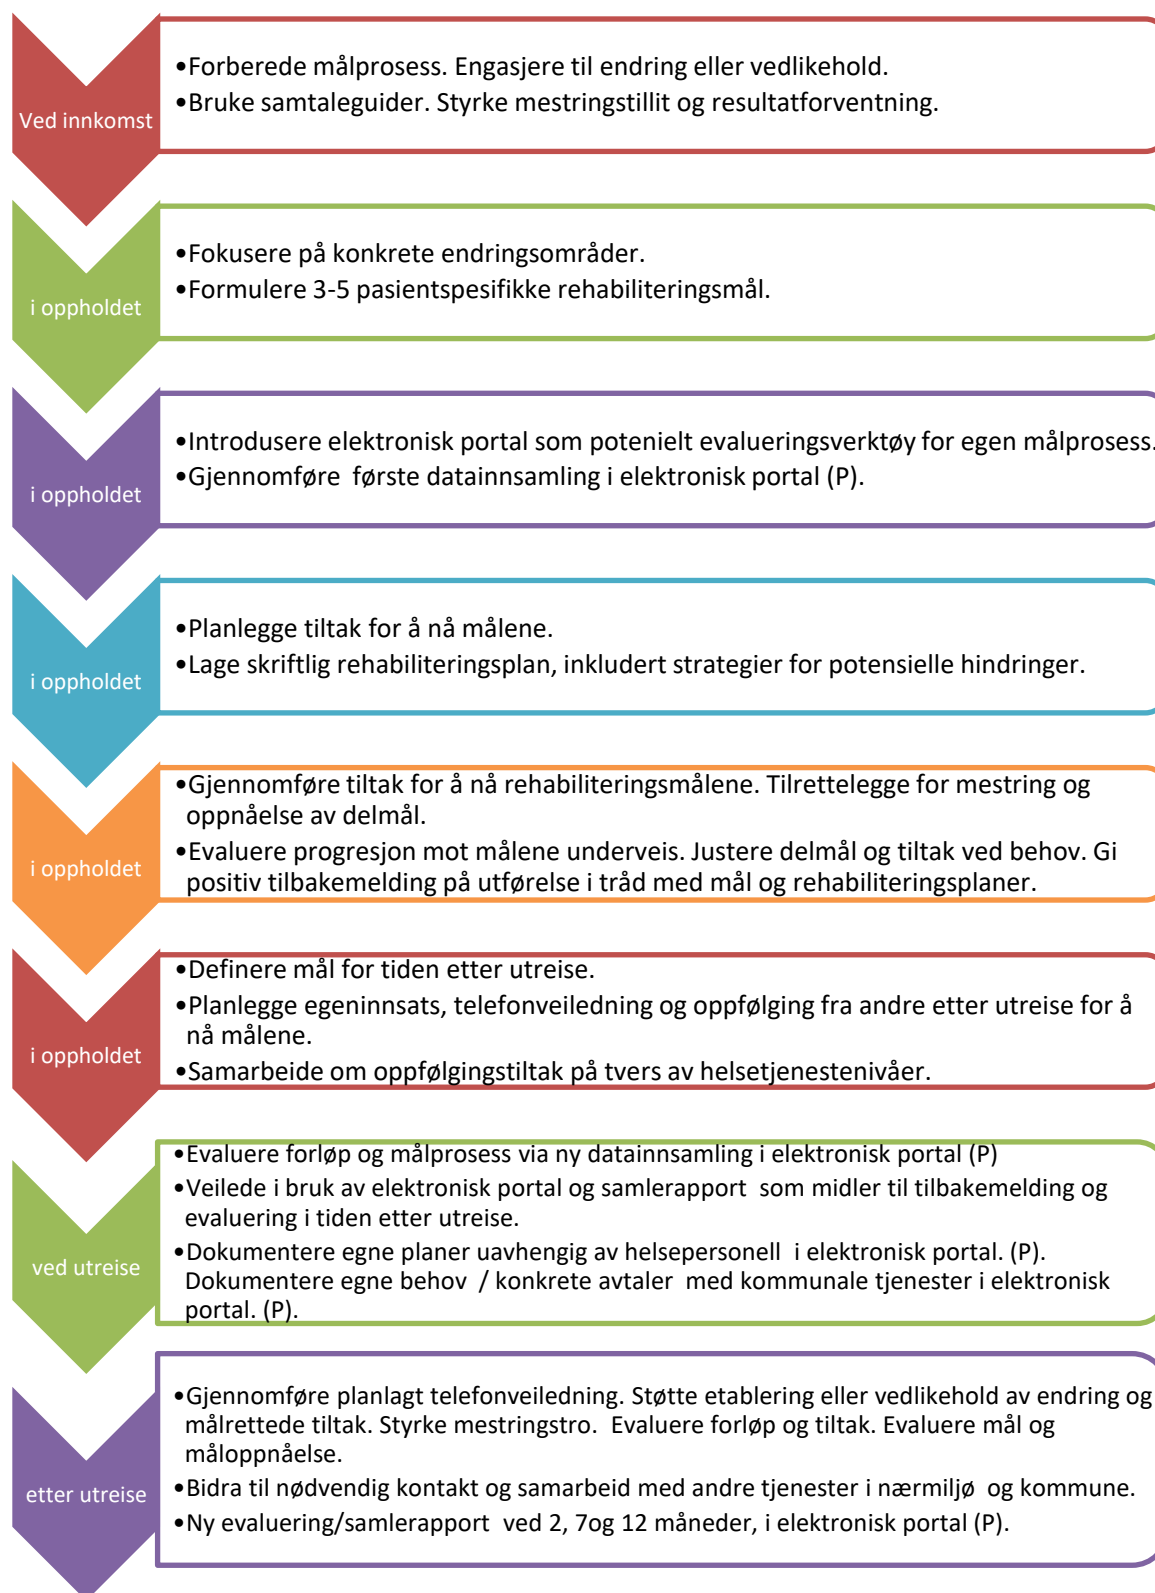 Ved innkomst
•Forberede målprosess. Engasjere til endring eller vedlikehold.
•Bruke samtaleguider. Styrke mestringstillit og resultatforventning.
i oppholdet
•Fokusere på konkrete endringsområder.
•Formulere 3-5 pasientspesifikke rehabiliteringsmål.
i oppholdet
•Introdusere elektronisk portal som potenielt evalueringsverktøy for egen målprosess.
•Gjennomføre første datainnsamling i elektronisk portal (P).
i oppholdet
•Planlegge tiltak for å nå målene.
•Lage skriftlig rehabiliteringsplan, inkludert strategier for potensielle hindringer.
i oppholdet
•Gjennomføre tiltak for å nå rehabiliteringsmålene. Tilrettelegge for mestring og
oppnåelse av delmål.
•Evaluere progresjon mot målene underveis. Justere delmål og tiltak ved behov. Gi
positiv tilbakemelding på utførelse i tråd med mål og rehabiliteringsplaner.
i oppholdet
•Definere mål for tiden etter utreise.
•Planlegge egeninnsats, telefonveiledning og oppfølging fra andre etter utreise for å
nå målene.
•Samarbeide om oppfølgingstiltak på tvers av helsetjenestenivåer.
ved utreise
•Evaluere forløp og målprosess via ny datainnsamling i elektronisk portal (P)
•Veilede i bruk av elektronisk portal og samlerapport som midler til tilbakemelding og
evaluering i tiden etter utreise.
•Dokumentere egne planer uavhengig av helsepersonell i elektronisk portal. (P).
Dokumentere egne behov / konkrete avtaler med kommunale tjenester i elektronisk
portal. (P).
etter utreise
•Gjennomføre planlagt telefonveiledning. Støtte etablering eller vedlikehold av endring og
målrettede tiltak. Styrke mestringstro. Evaluere forløp og tiltak. Evaluere mål og
måloppnåelse.
•Bidra til nødvendig kontakt og samarbeid med andre tjenester i nærmiljø og kommune.
•Ny evaluering/samlerapport ved 2, 7og 12 måneder, i elektronisk portal (P).